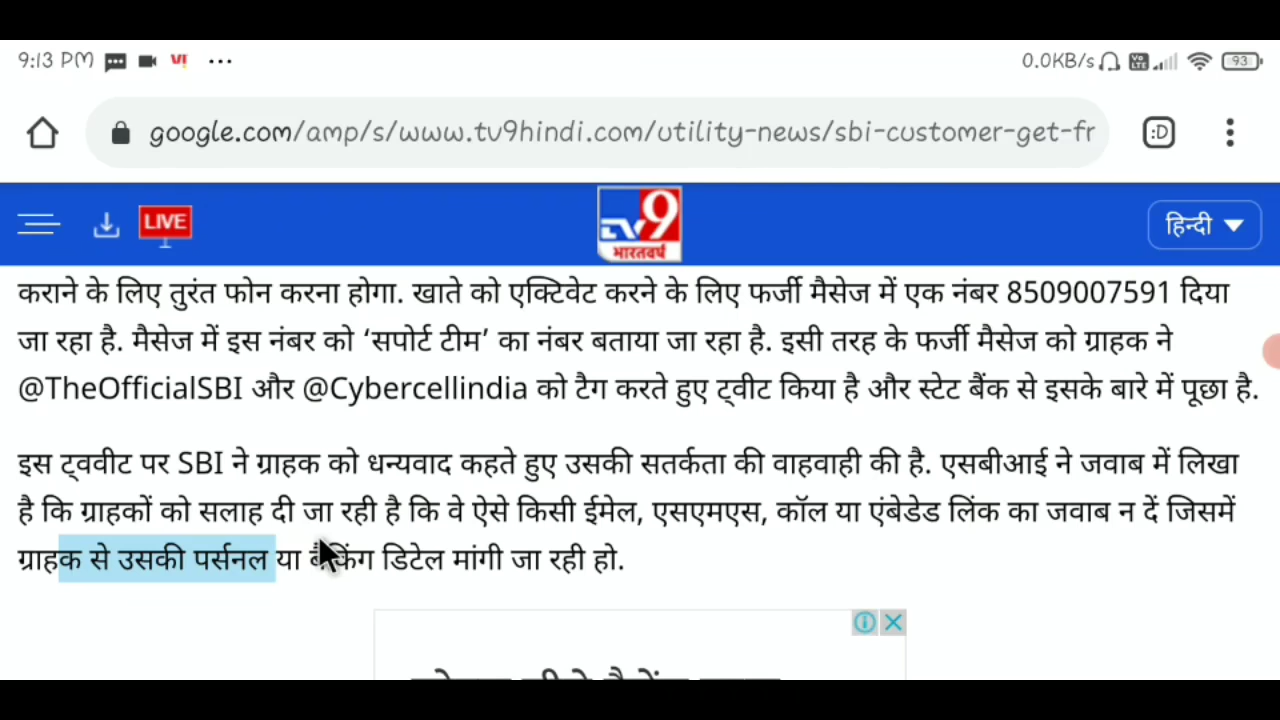 9:13 PM VI ...
0.0KB/s Vo LTE 93
google.com/amp/s/www.tv9hindi.com/utility-news/sbi-customer-get-fr :D
LIVE TV9 भारतवर्ष हिन्दी
कराने के लिए तुरंत फोन करना होगा. खाते को एक्टिवेट करने के लिए फर्जी मैसेज में एक नंबर 8509007591 दिया
जा रहा है. मैसेज में इस नंबर को ‘सपोर्ट टीम’ का नंबर बताया जा रहा है. इसी तरह के फर्जी मैसेज को ग्राहक ने
@TheOfficialSBI और @Cybercellindia को टैग करते हुए ट्वीट किया है और स्टेट बैंक से इसके बारे में पूछा है.
इस ट्ववीट पर SBI ने ग्राहक को धन्यवाद कहते हुए उसकी सतर्कता की वाहवाही की है. एसबीआई ने जवाब में लिखा
है कि ग्राहकों को सलाह दी जा रही है कि वे ऐसे किसी ईमेल, एसएमएस, कॉल या एंबेडेड लिंक का जवाब न दें जिसमें
ग्राहक से उसकी पर्सनल या बैंकिंग डिटेल मांगी जा रही हो.